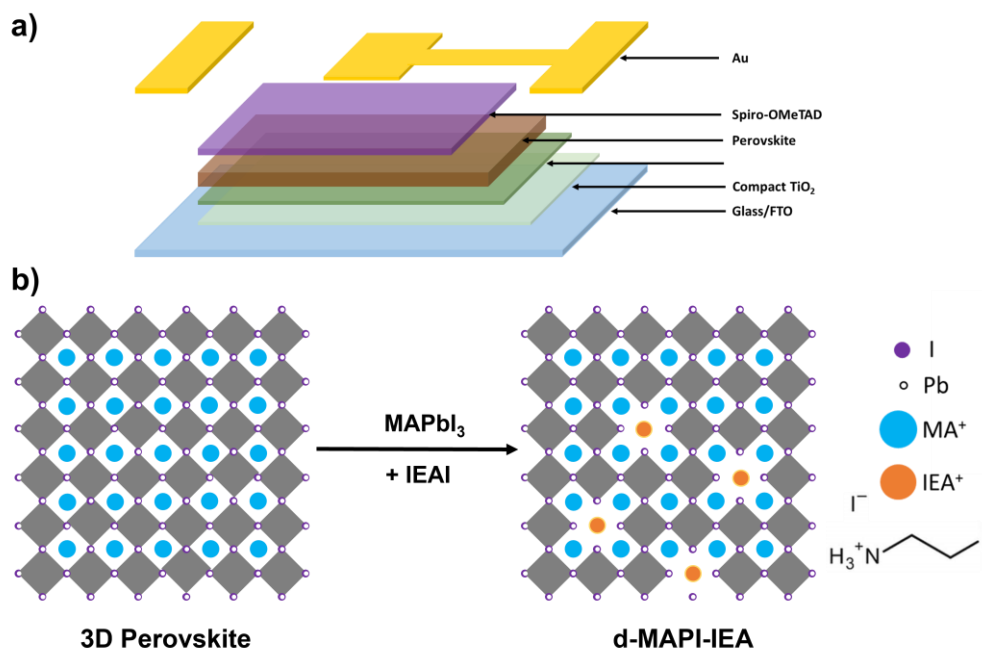 a)
Au
Spiro-OMeTAD
Perovskite
Compact TiO₂
Glass/FTO
b)
MAPbI₃
+ IEAI
3D Perovskite
d-MAPI-IEA
I
Pb
MA⁺
IEA⁺
I⁻
H₃⁺N